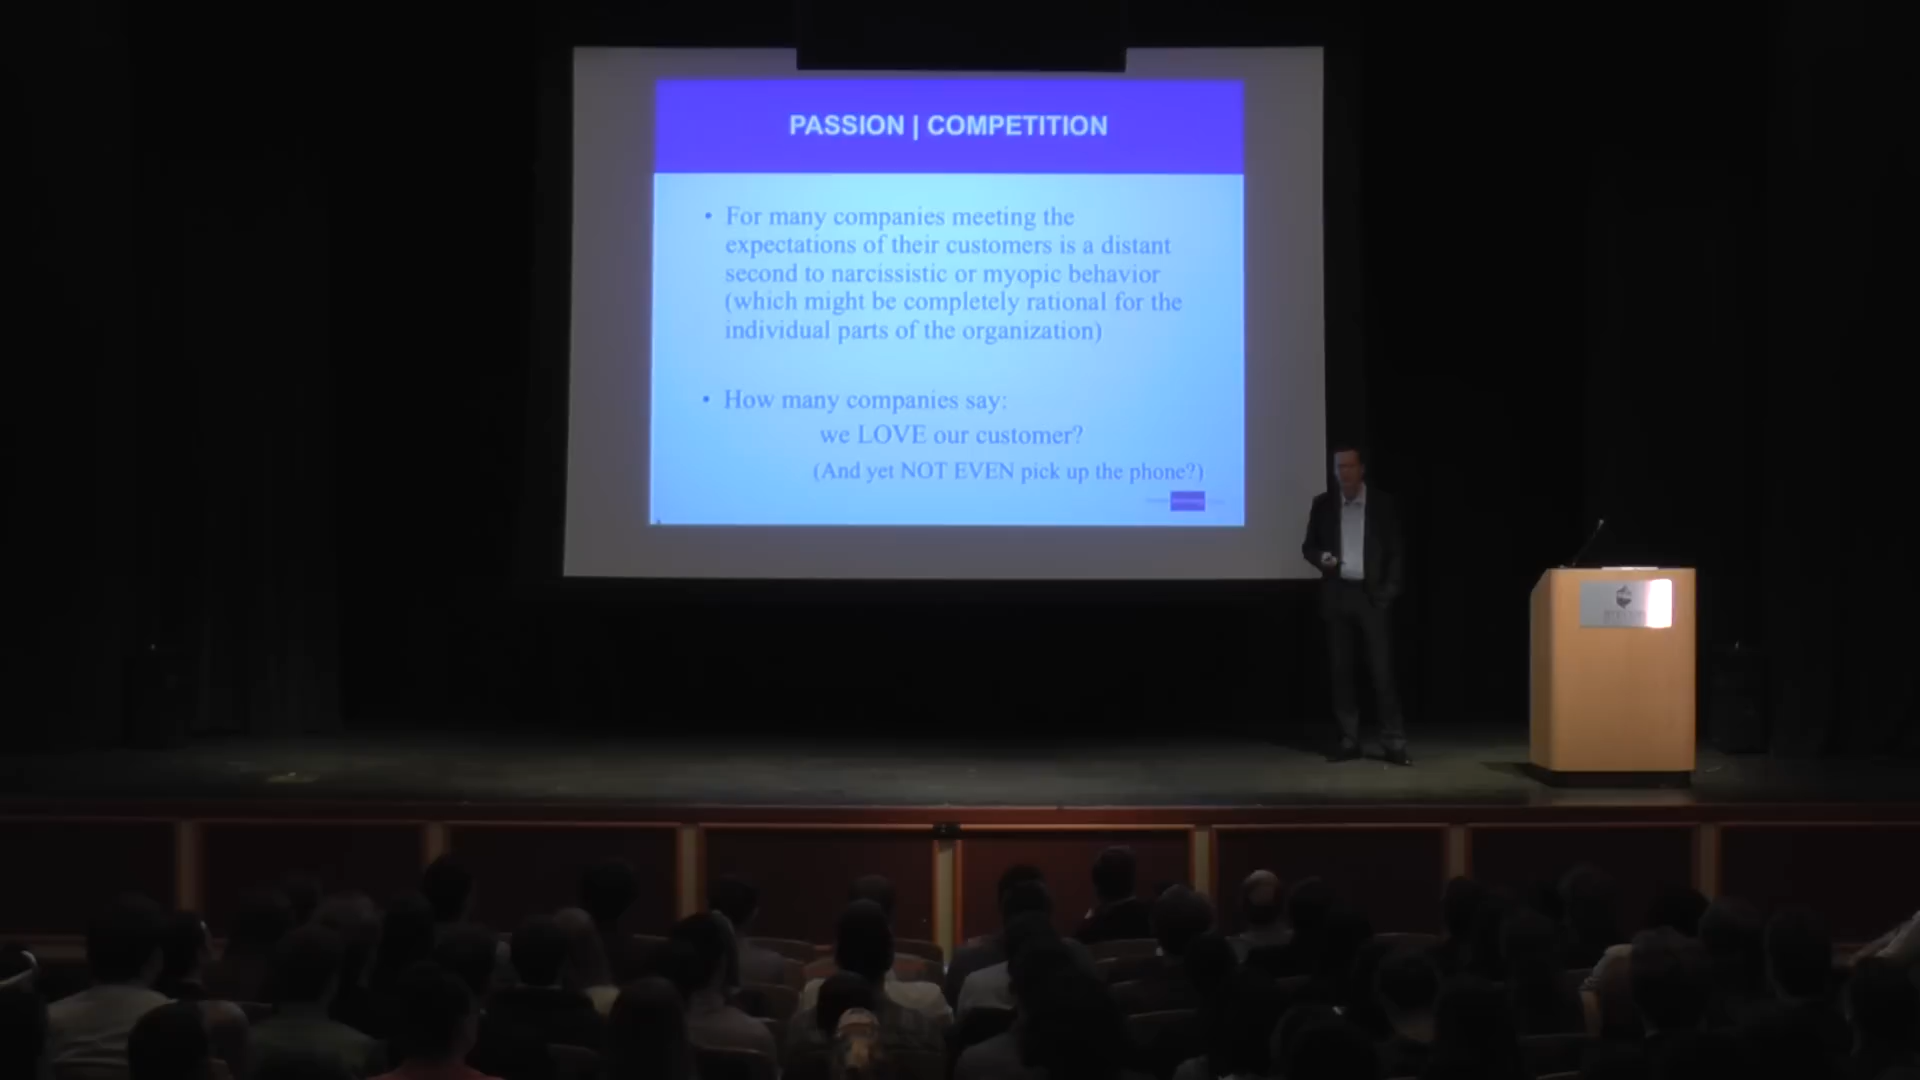 PASSION | COMPETITION
• For many companies meeting the
expectations of their customers is a distant
second to narcissistic or myopic behavior
(which might be completely rational for the
individual parts of the organization)
• How many companies say:
we LOVE our customer?
(And yet NOT EVEN pick up the phone?)